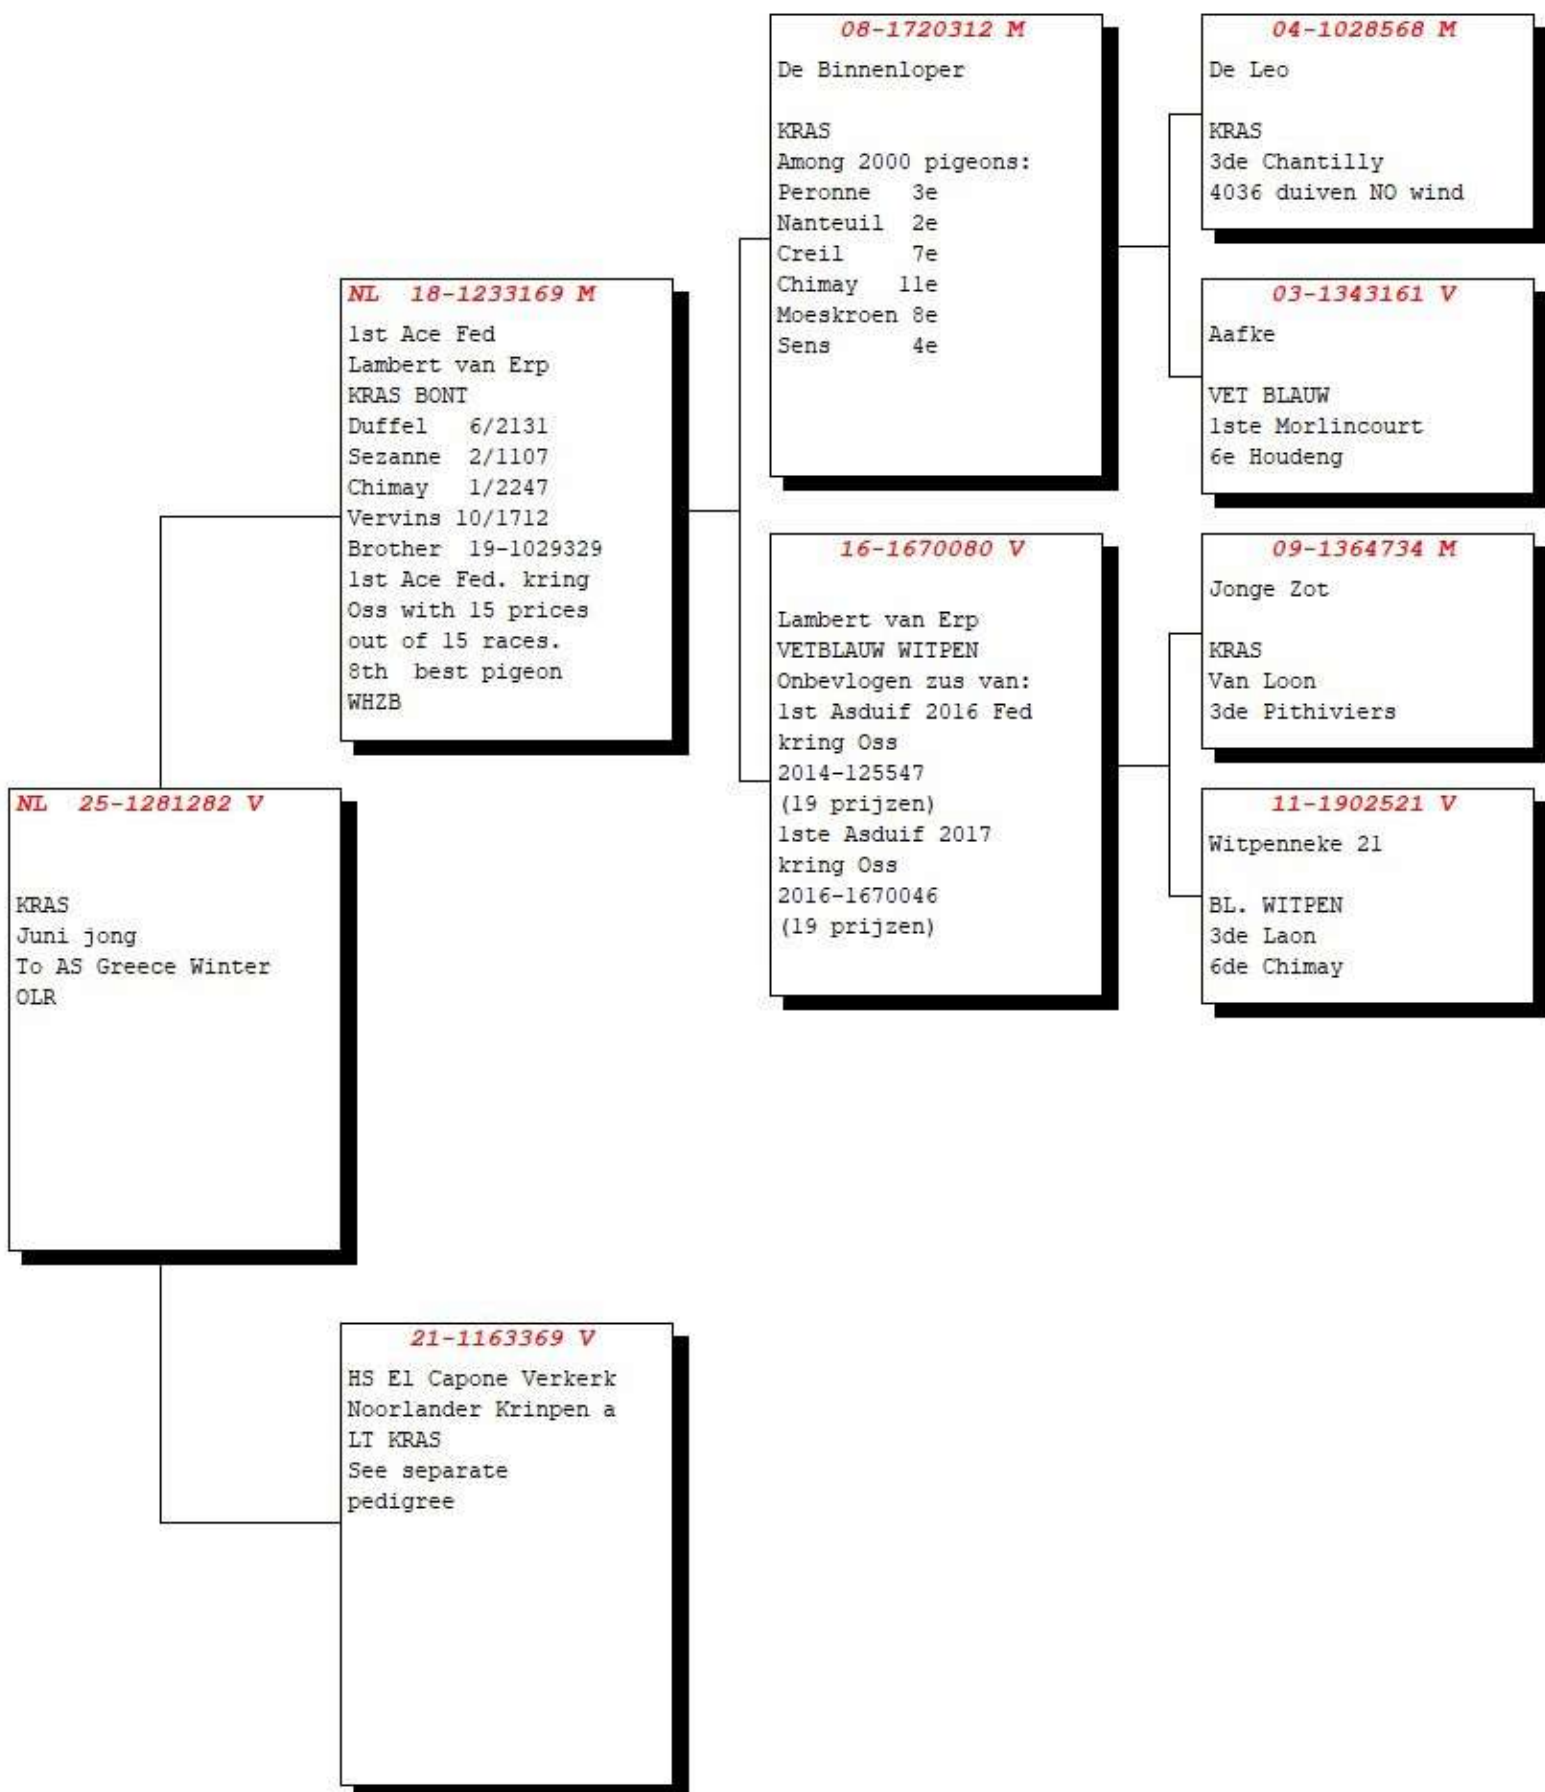 08-1720312 M
De Binnenloper
KRAS
Among 2000 pigeons:
Peronne 3e
Nanteuil 2e
Creil 7e
Chimay 11e
Moeskroen 8e
Sens 4e
04-1028568 M
De Leo
KRAS
3de Chantilly
4036 duiven NO wind
NL 18-1233169 M
1st Ace Fed
Lambert van Erp
KRAS BONT
Duffel 6/2131
Sezanne 2/1107
Chimay 1/2247
Vervins 10/1712
Brother 19-1029329
1st Ace Fed. kring
Oss with 15 prices
out of 15 races.
8th best pigeon
WHZB
03-1343161 V
Aafke
VET BLAUW
1ste Morlincourt
6e Houdeng
16-1670080 V
Lambert van Erp
VETBLAUW WITPEN
Onbevlogen zus van:
1st Asduif 2016 Fed
kring Oss
2014-125547
(19 prijzen)
1ste Asduif 2017
kring Oss
2016-1670046
(19 prijzen)
09-1364734 M
Jonge Zot
KRAS
Van Loon
3de Pithiviers
NL 25-1281282 V
KRAS
Juni jong
To AS Greece Winter
OLR
11-1902521 V
Witpenneke 21
BL. WITPEN
3de Laon
6de Chimay
21-1163369 V
HS El Capone Verkerk
Noorlander Krinpen a
LT KRAS
See separate
pedigree